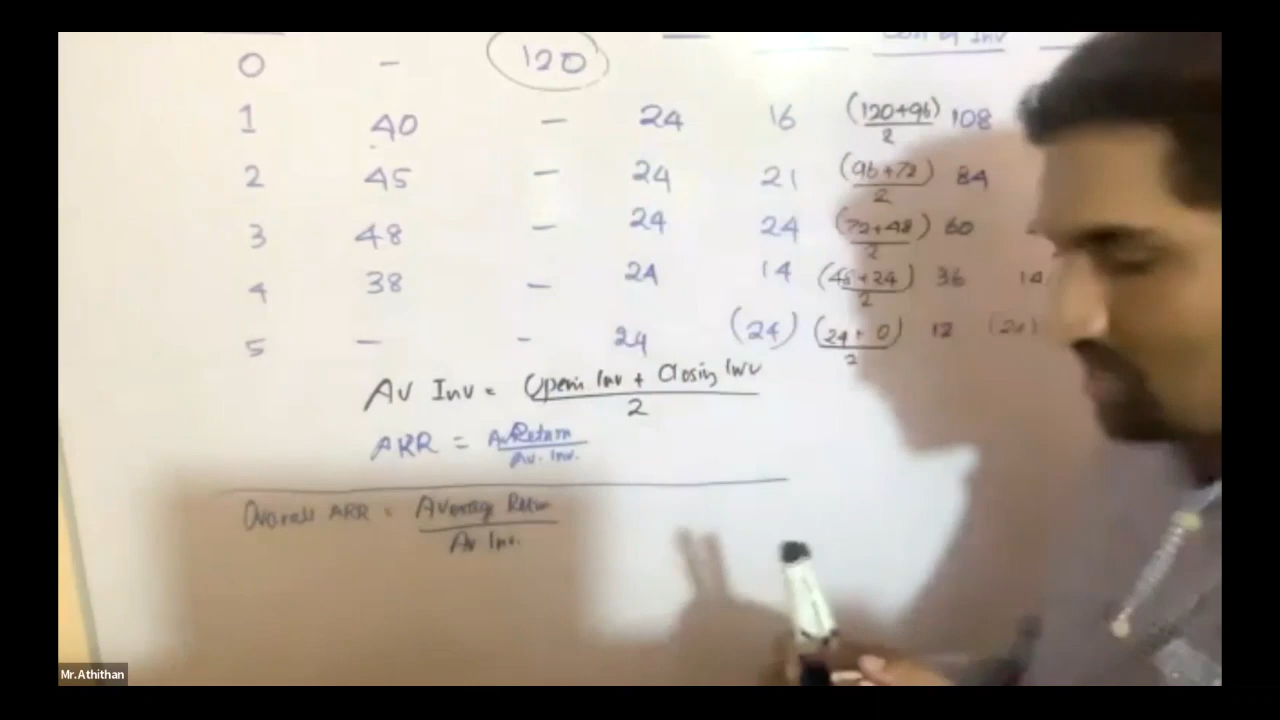 of Inv
0 - 120
1 40 - 24 16 (120+96)/2 108
2 45 - 24 21 (96+72)/2 84
3 48 - 24 24 (72+48)/2 60
4 38 - 24 14 (48+24)/2 36 14
5 - - 24 (24) (24+0)/2 12
Av Inv = Openin Inv + Closing Inv
2
ARR = Av Return
Av. Inv.
Overall ARR = Average Return
Av Inv.
Mr.Athithan